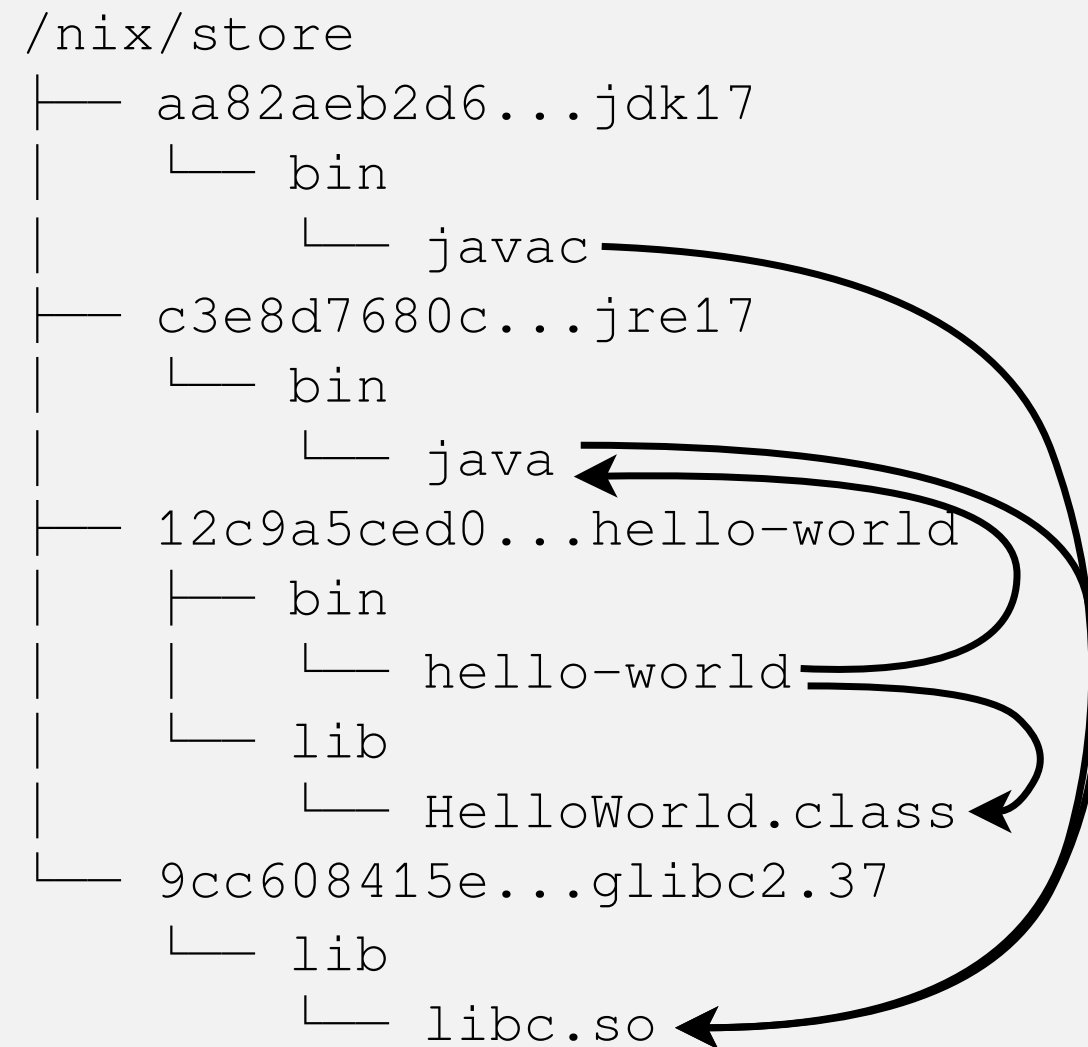 /nix/store
├── aa82aeb2d6...jdk17
│   └── bin
│       └── javac
├── c3e8d7680c...jre17
│   └── bin
│       └── java
├── 12c9a5ced0...hello-world
│   ├── bin
│   │   └── hello-world
│   └── lib
│       └── HelloWorld.class
└── 9cc608415e...glibc2.37
    └── lib
        └── libc.so